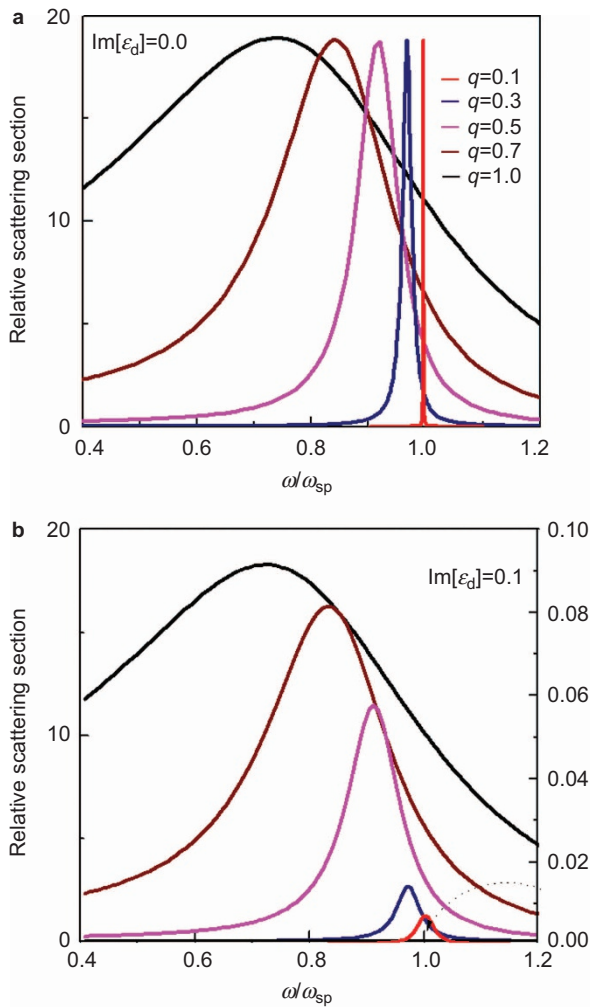 a
Im[εd]=0.0
q=0.1
q=0.3
q=0.5
q=0.7
q=1.0
Relative scattering section
20
10
0
0.4
0.6
0.8
1.0
1.2
ω/ωsp
b
Im[εd]=0.1
Relative scattering section
20
10
0
0.10
0.08
0.06
0.04
0.02
0.00
0.4
0.6
0.8
1.0
1.2
ω/ωsp